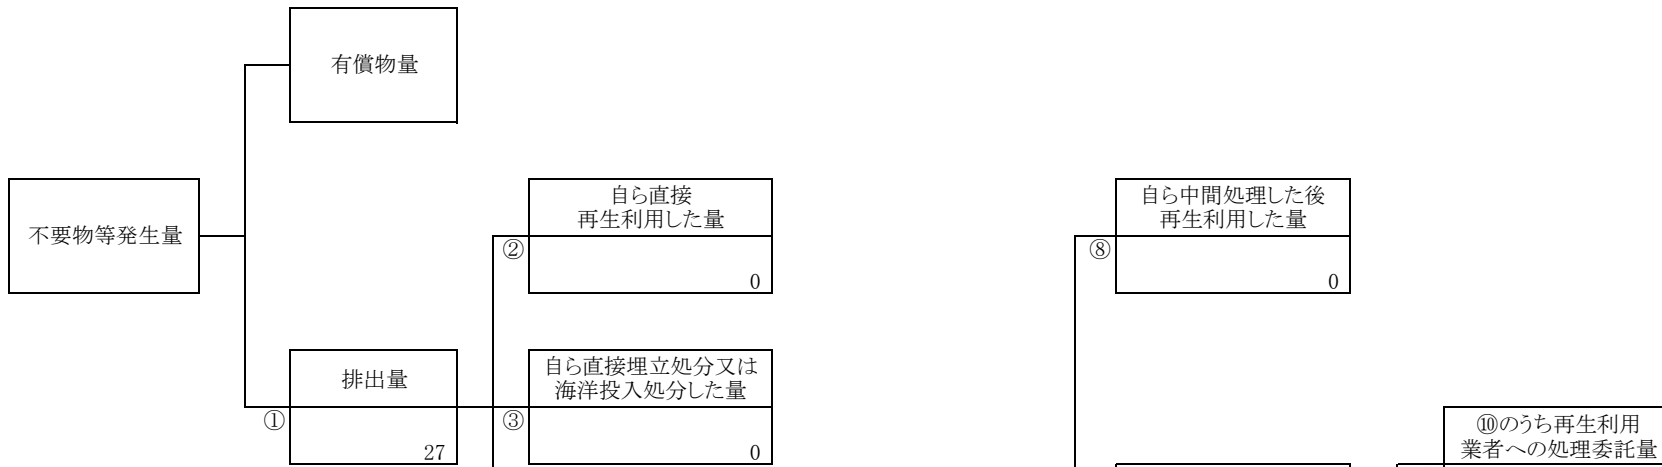 有償物量
不要物等発生量
自ら直接
再生利用した量
②
0
自ら中間処理した後
再生利用した量
⑧
0
排出量
①
27
自ら直接埋立処分又は
海洋投入処分した量
③
0
⑩のうち再生利用
業者への処理委託量